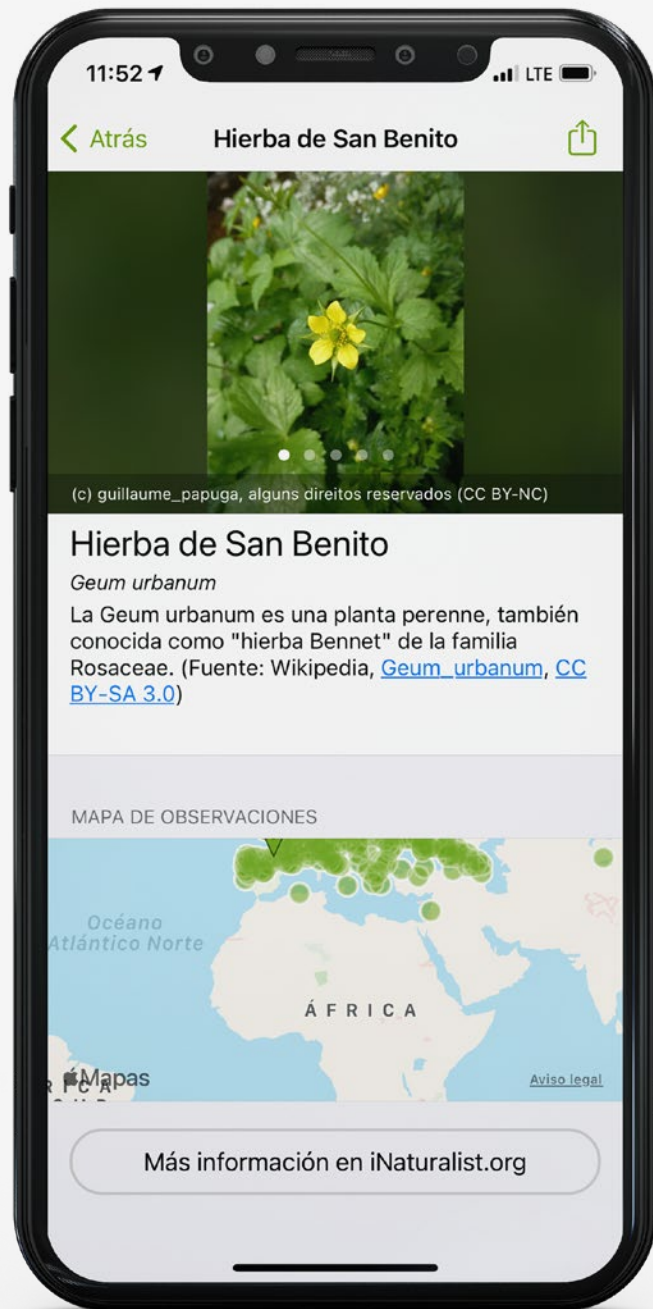 11:52
LTE
Atrás
Hierba de San Benito
(c) guillaume_papuga, alguns direitos reservados (CC BY-NC)
Hierba de San Benito
Geum urbanum
La Geum urbanum es una planta perenne, también
conocida como "hierba Bennet" de la familia
Rosaceae. (Fuente: Wikipedia, Geum_urbanum, CC
BY-SA 3.0)
MAPA DE OBSERVACIONES
Océano
Atlántico Norte
ÁFRICA
Mapas
Aviso legal
Más información en iNaturalist.org